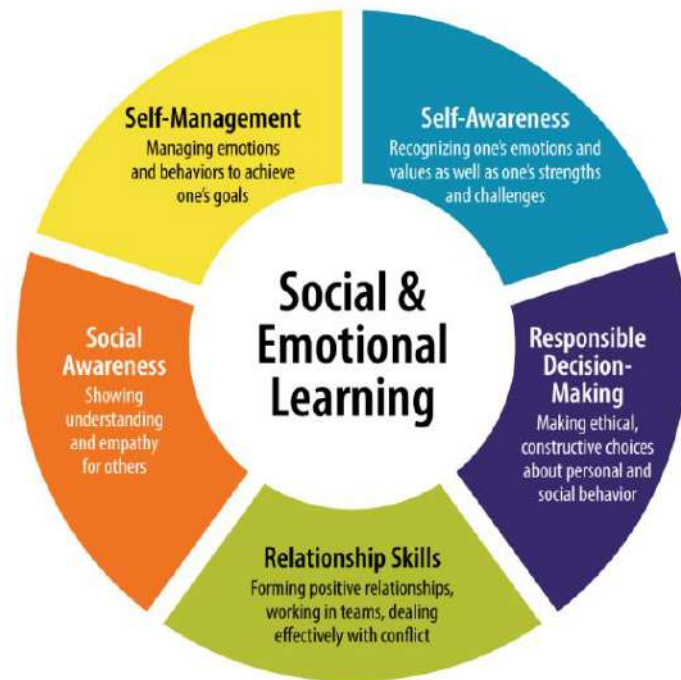 Self-Management
Managing emotions
and behaviors to achieve
one's goals
Self-Awareness
Recognizing one's emotions and
values as well as one's strengths
and challenges
Social &
Emotional
Learning
Social
Awareness
Showing
understanding
and empathy
for others
Responsible
Decision-
Making
Making ethical,
constructive choices
about personal and
social behavior
Relationship Skills
Forming positive relationships,
working in teams, dealing
effectively with conflict